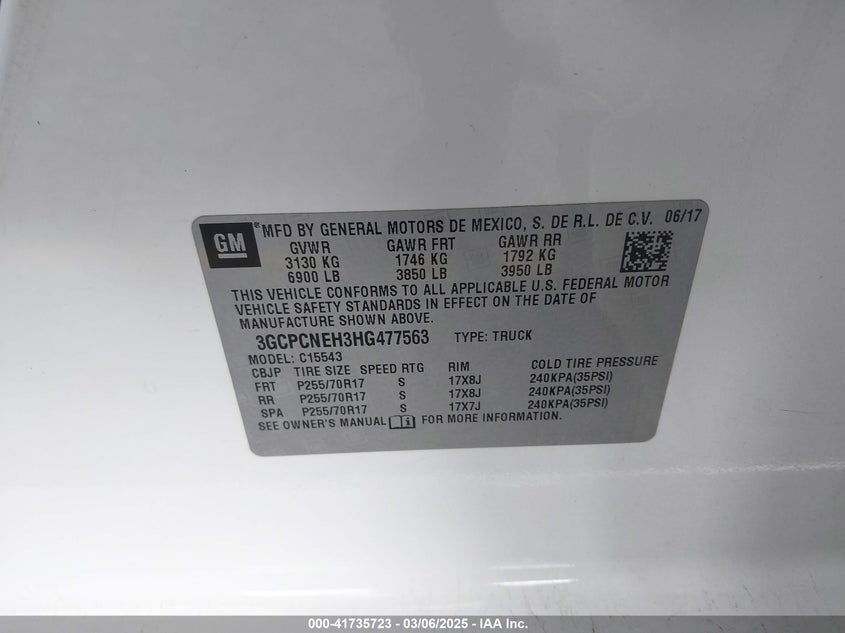 GM
*MFD BY GENERAL MOTORS DE MEXICO, S. DE R.L. DE C.V. 06/17
GVWR GAWR FRT GAWR RR
3130 KG 1746 KG 1792 KG
6900 LB 3850 LB 3950 LB
THIS VEHICLE CONFORMS TO ALL APPLICABLE U.S. FEDERAL MOTOR
VEHICLE SAFETY STANDARDS IN EFFECT ON THE DATE OF
MANUFACTURE SHOWN ABOVE.
3GCPCNEH3HG477563 TYPE: TRUCK
MODEL: C15543
CBJP TIRE SIZE SPEED RTG RIM COLD TIRE PRESSURE
FRT P255/70R17 S 17X8J 240KPA(35PSI)
RR P255/70R17 S 17X8J 240KPA(35PSI)
SPA P255/70R17 S 17X7J 240KPA(35PSI)
SEE OWNER'S MANUAL FOR MORE INFORMATION.
000-41735723 — 03/06/2025 — IAA Inc.